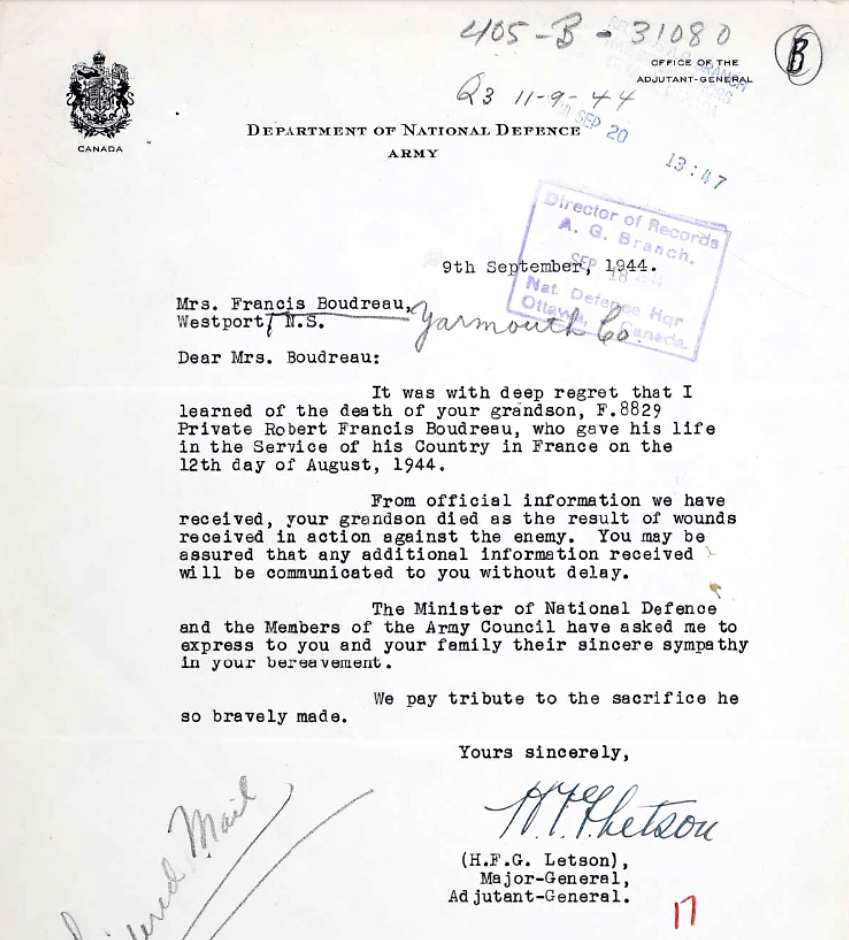 405-B-31080
B
OFFICE OF THE
ADJUTANT-GENERAL
11-9-44
SEP 20
13:47
CANADA
DEPARTMENT OF NATIONAL DEFENCE
ARMY
Director of Records
A. G. Branch.
SEP 18
Nat. Defence Hqr
Ottawa, Canada.
9th September, 1944.
Mrs. Francis Boudreau,
Westport, N.S.
Yarmouth Co.
Dear Mrs. Boudreau:
It was with deep regret that I
learned of the death of your grandson, F.8829
Private Robert Francis Boudreau, who gave his life
in the Service of his Country in France on the
12th day of August, 1944.
From official information we have
received, your grandson died as the result of wounds
received in action against the enemy. You may be
assured that any additional information received
will be communicated to you without delay.
The Minister of National Defence
and the Members of the Army Council have asked me to
express to you and your family their sincere sympathy
in your bereavement.
We pay tribute to the sacrifice he
so bravely made.
Yours sincerely,
H.F.G. Letson
(H.F.G. Letson),
Major-General,
Adjutant-General.
Mail
17